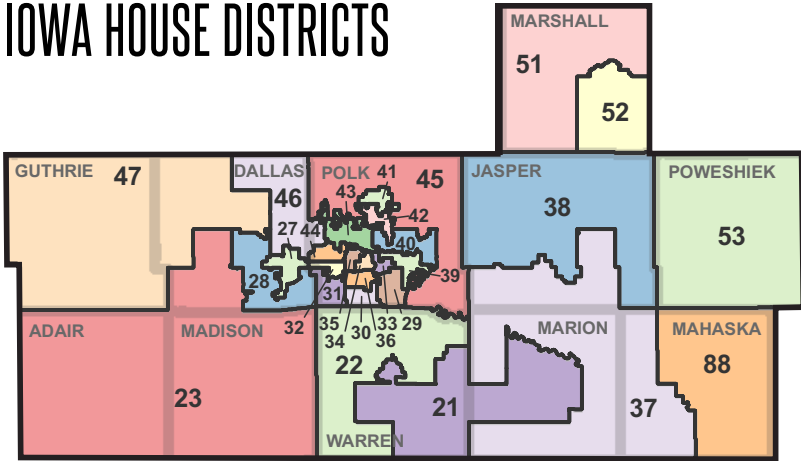 IOWA HOUSE DISTRICTS
MARSHALL
51
52
GUTHRIE 47
DALLAS
46
POLK 41 45
43
42
27 44
40
28
39
31
32
35 33 29
34 30 36
JASPER
38
POWESHIEK
53
ADAIR
MADISON
23
22
21
WARREN
MARION
37
MAHASKA
88